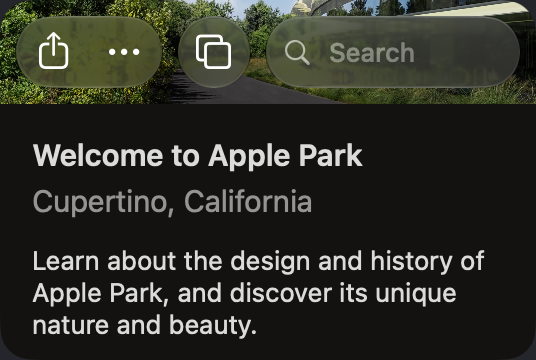 Search
Welcome to Apple Park
Cupertino, California
Learn about the design and history of
Apple Park, and discover its unique
nature and beauty.